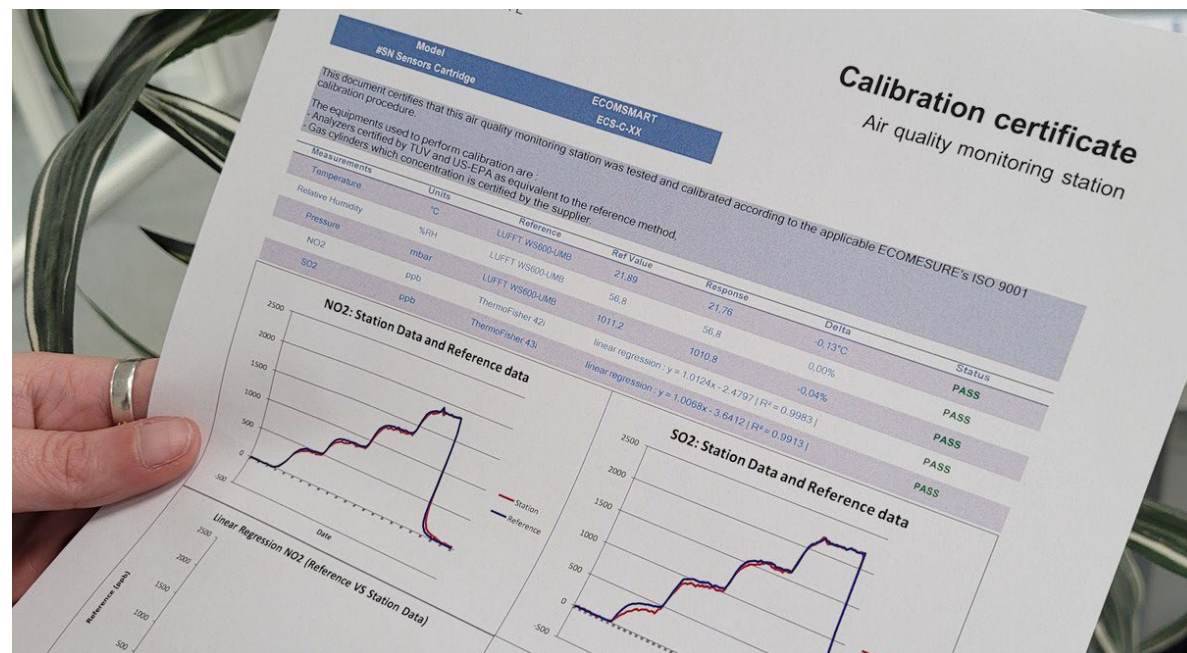 Calibration certificate
Air quality monitoring station
Model ECOMSMART
#SN Sensors Cartridge ECS-C-XX
This document certifies that this air quality monitoring station was tested and calibrated according to the applicable ECOMESURE's ISO 9001
calibration procedure.
The equipments used to perform calibration are :
- Analyzers certified by TUV and US-EPA as equivalent to the reference method,
- Gas cylinders which concentration is certified by the supplier.
Measurements Units Reference Ref Value Response Delta Status
Temperature °C LUFFT WS600-UMB 21,89 21,76 -0,13°C PASS
Relative Humidity %RH LUFFT WS600-UMB 56,8 56,8 0,00% PASS
Pressure mbar LUFFT WS600-UMB 1011,2 1010,8 -0,04% PASS
NO2 ppb ThermoFisher 42i linear regression : y = 1.0124x - 2.4797 | R² = 0.9983 | PASS
SO2 ppb ThermoFisher 43i linear regression : y = 1.0068x - 3.6412 | R² = 0.9913 | PASS
NO2: Station Data and Reference data
2500
2000
1500
1000
500
0
-500
Date
Station
Reference
SO2: Station Data and Reference data
2500
2000
1500
1000
500
0
-500
Linear Regression NO2 (Reference VS Station Data)
Reference (ppb)
2500
2000
1500
1000
500